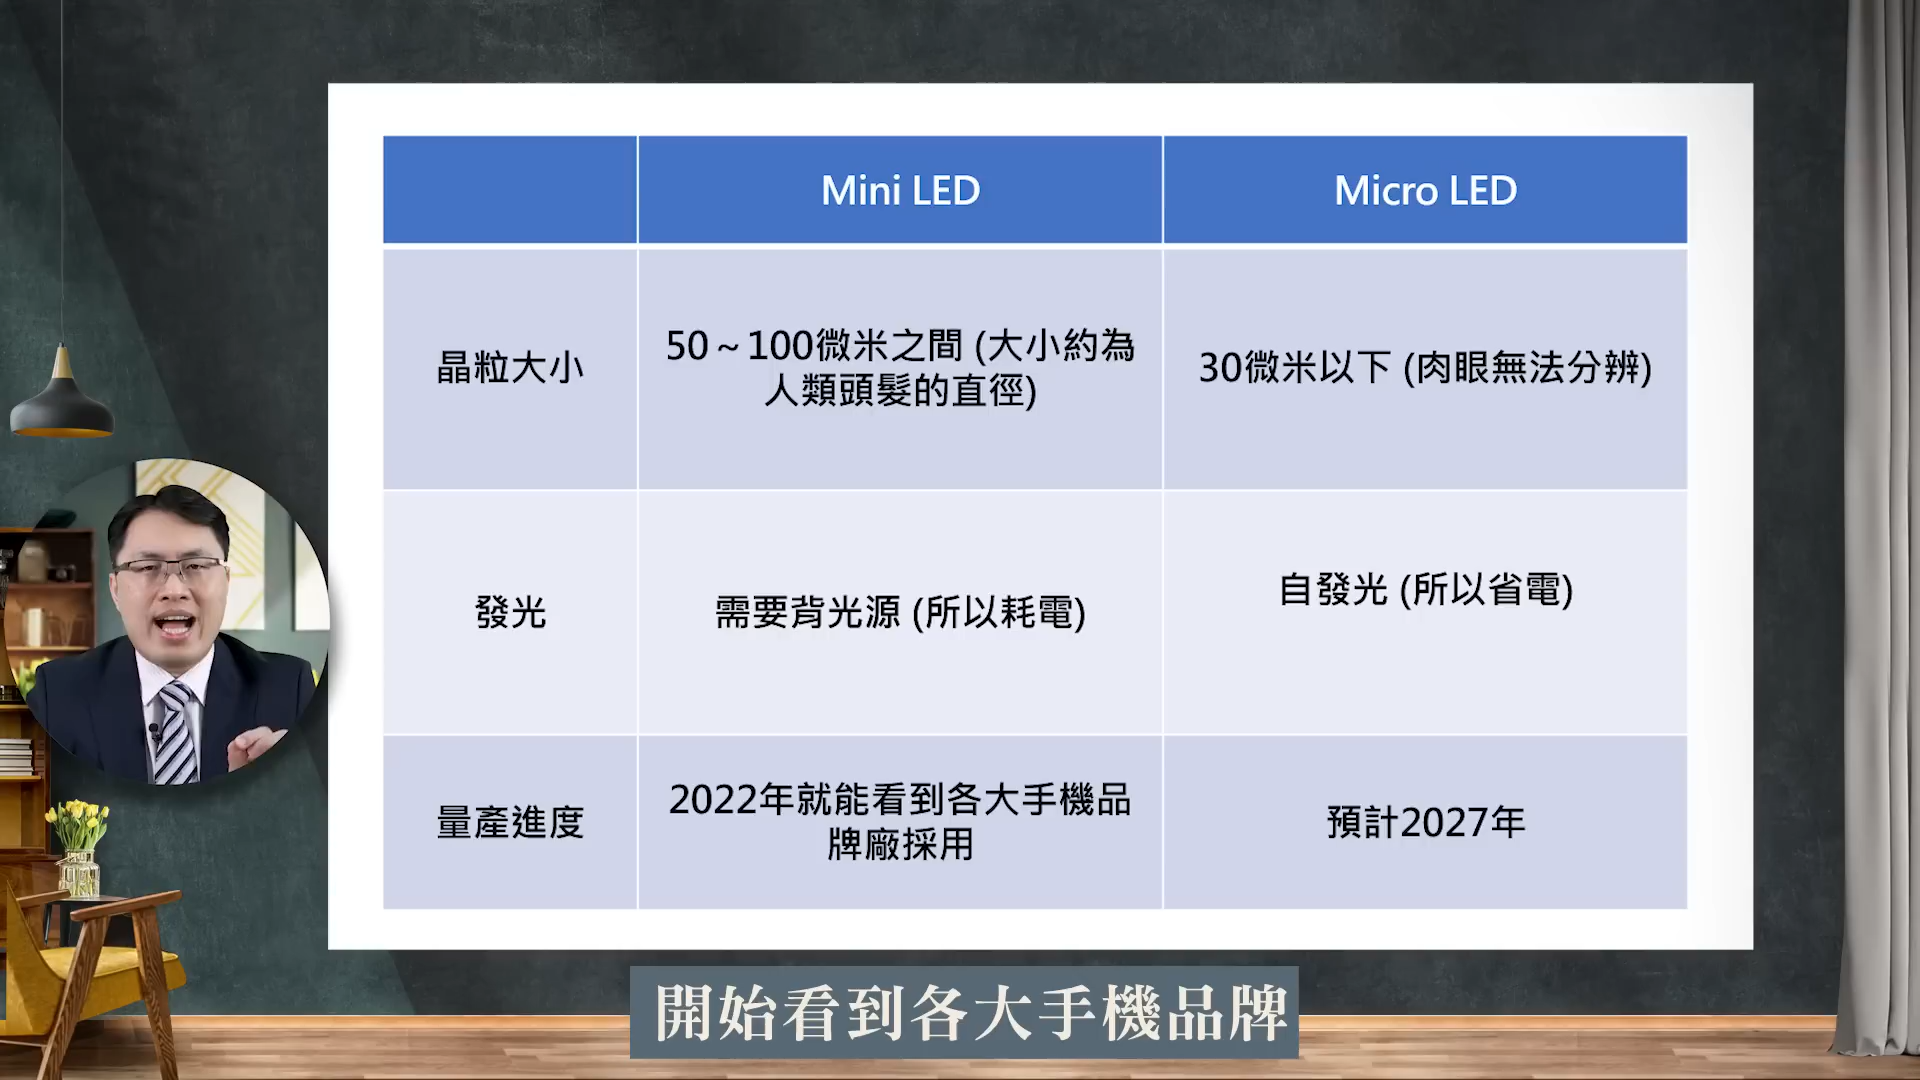 Mini LED
Micro LED
晶粒大小
50～100微米之間 (大小約為
人類頭髮的直徑)
30微米以下 (肉眼無法分辨)
發光
需要背光源 (所以耗電)
自發光 (所以省電)
量產進度
2022年就能看到各大手機品
牌廠採用
預計2027年
開始看到各大手機品牌